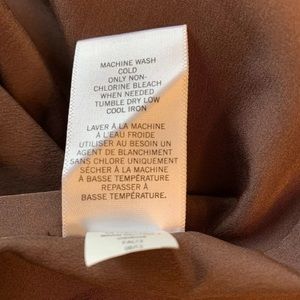 MACHINE WASH
COLD
ONLY NON-
CHLORINE BLEACH
WHEN NEEDED
TUMBLE DRY LOW
COOL IRON
LAVER À LA MACHINE
À L'EAU FROIDE
UTILISER AU BESOIN UN
AGENT DE BLANCHIMENT
SANS CHLORE UNIQUEMENT
SÉCHER À LA MACHINE
À BASSE TEMPÉRATURE
REPASSER À
BASSE TEMPÉRATURE.